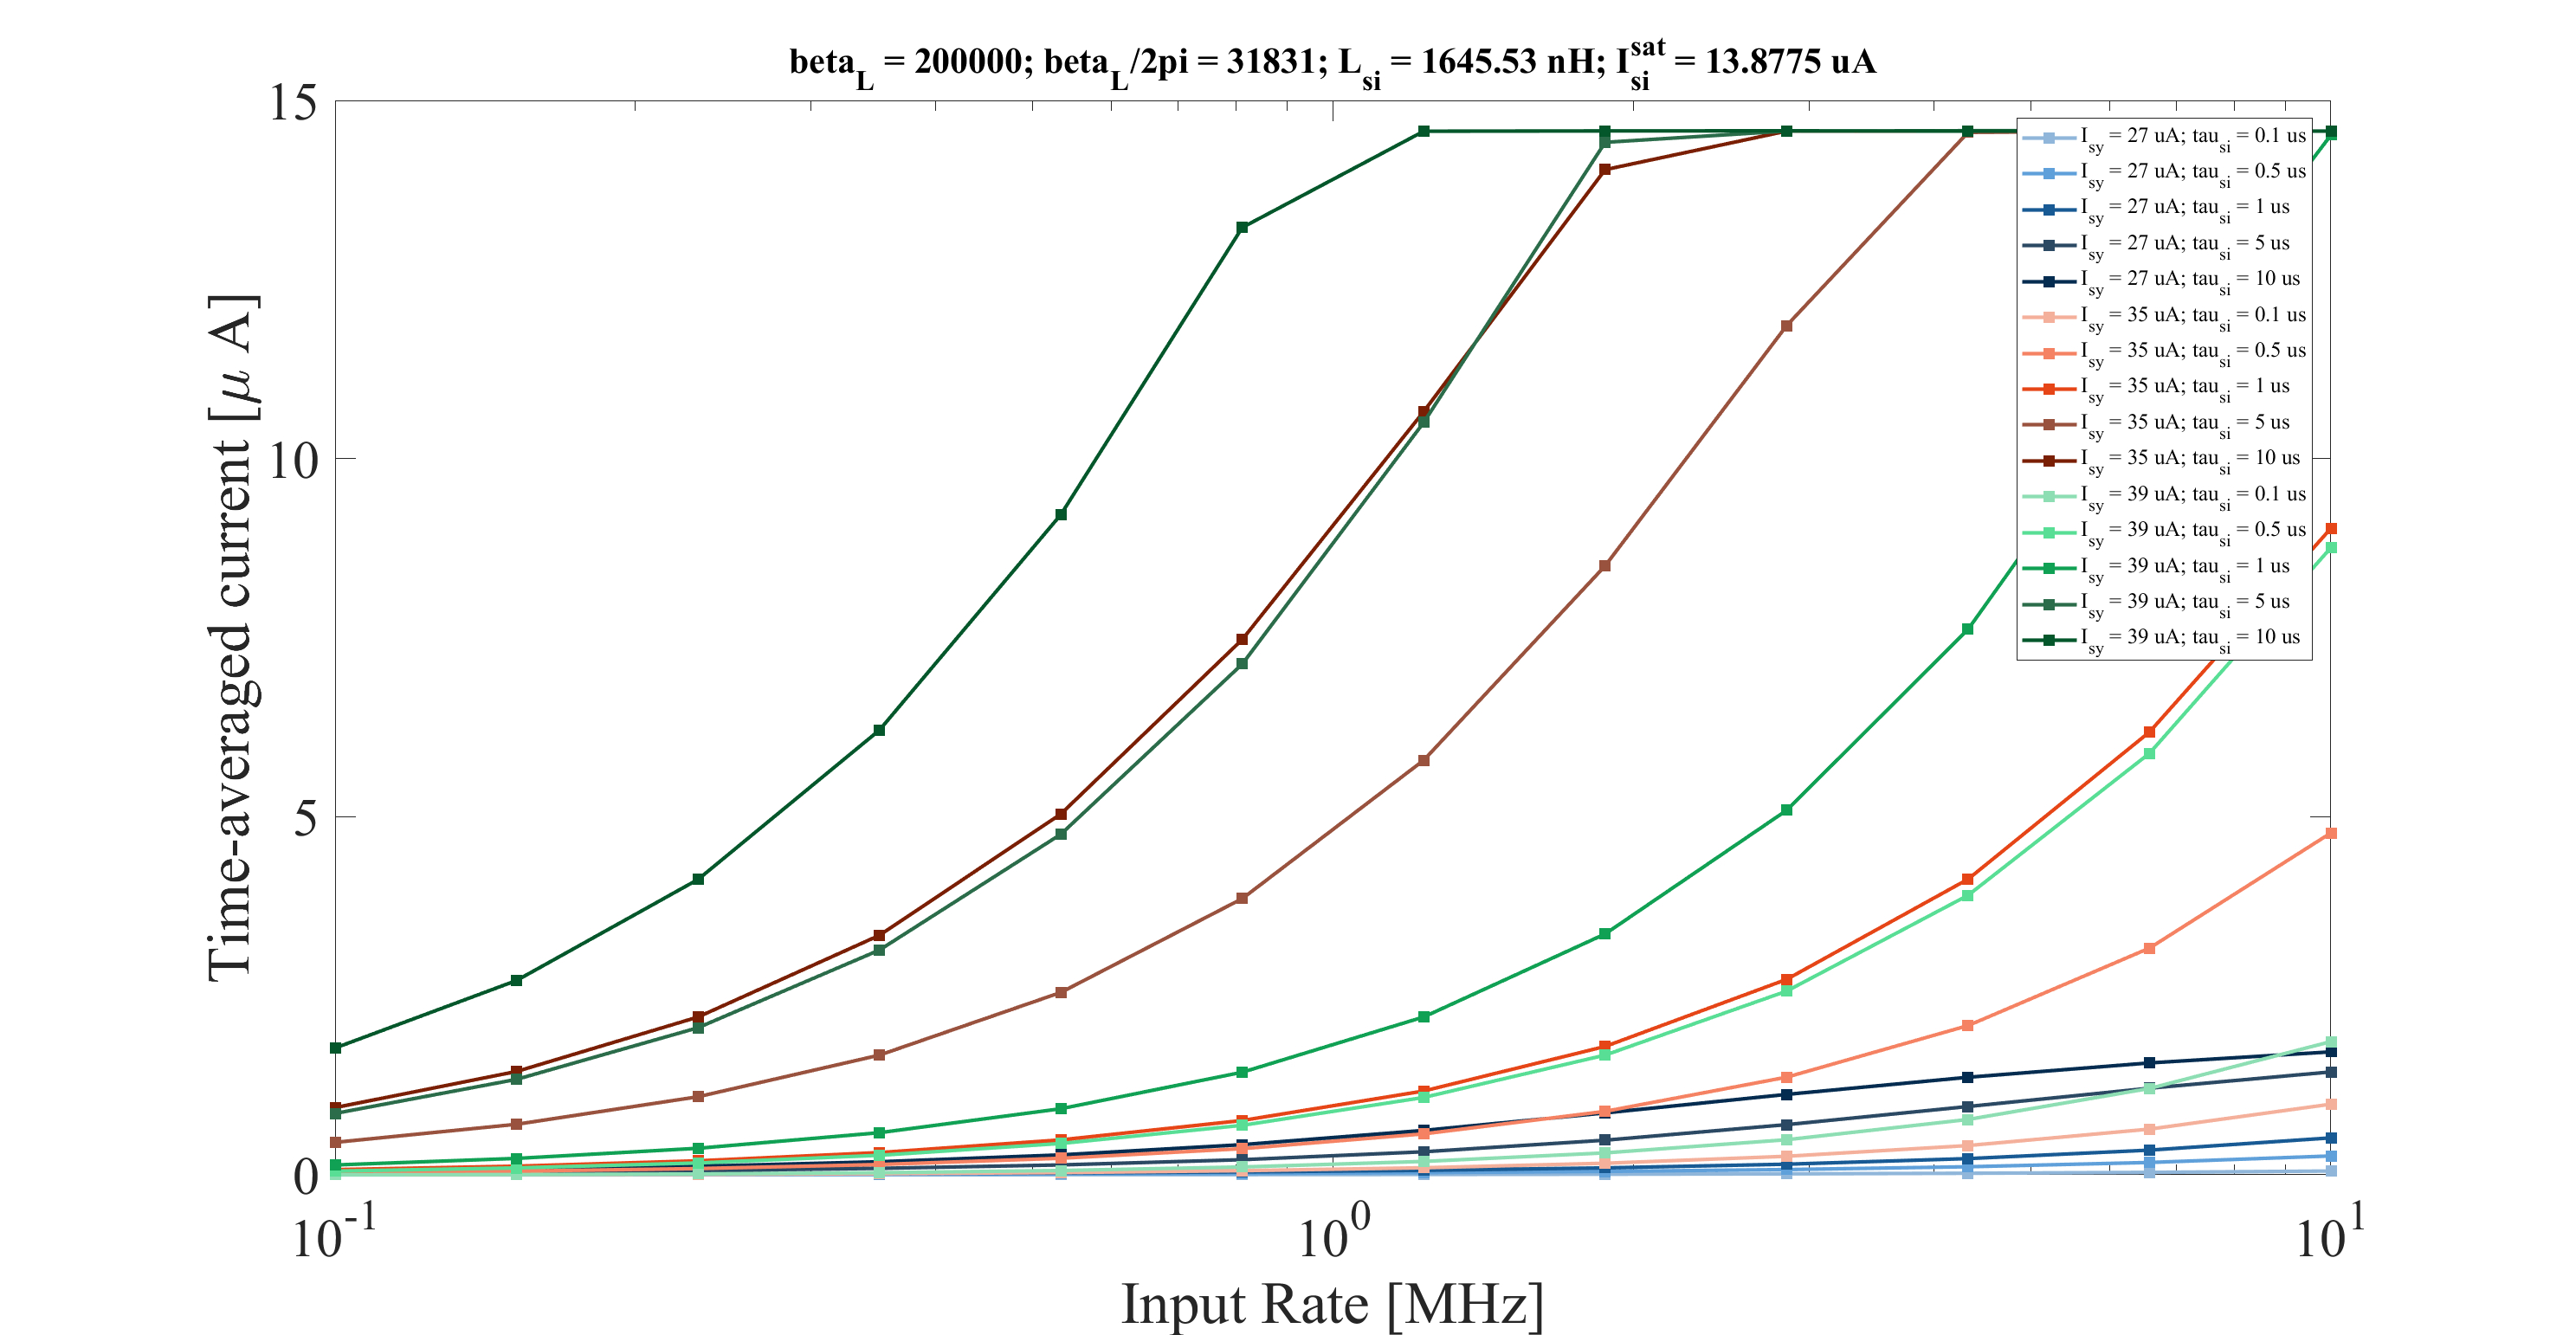 beta_L = 200000; beta_L/2pi = 31831; L_si = 1645.53 nH; I_si^sat = 13.8775 uA
15
10
5
0
Time-averaged current [μ A]
I_sy = 27 uA; tau_si = 0.1 us
I_sy = 27 uA; tau_si = 0.5 us
I_sy = 27 uA; tau_si = 1 us
I_sy = 27 uA; tau_si = 5 us
I_sy = 27 uA; tau_si = 10 us
I_sy = 35 uA; tau_si = 0.1 us
I_sy = 35 uA; tau_si = 0.5 us
I_sy = 35 uA; tau_si = 1 us
I_sy = 35 uA; tau_si = 5 us
I_sy = 35 uA; tau_si = 10 us
I_sy = 39 uA; tau_si = 0.1 us
I_sy = 39 uA; tau_si = 0.5 us
I_sy = 39 uA; tau_si = 1 us
I_sy = 39 uA; tau_si = 5 us
I_sy = 39 uA; tau_si = 10 us
10^-1 10^0 10^1
Input Rate [MHz]